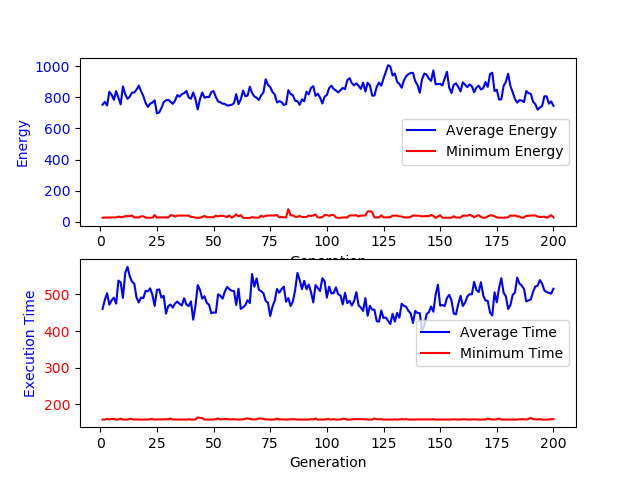 1000
800
600
400
200
0
Energy
Average Energy
Minimum Energy
0 25 50 75 100 125 150 175 200
Generation
500
400
300
200
Execution Time
Average Time
Minimum Time
0 25 50 75 100 125 150 175 200
Generation